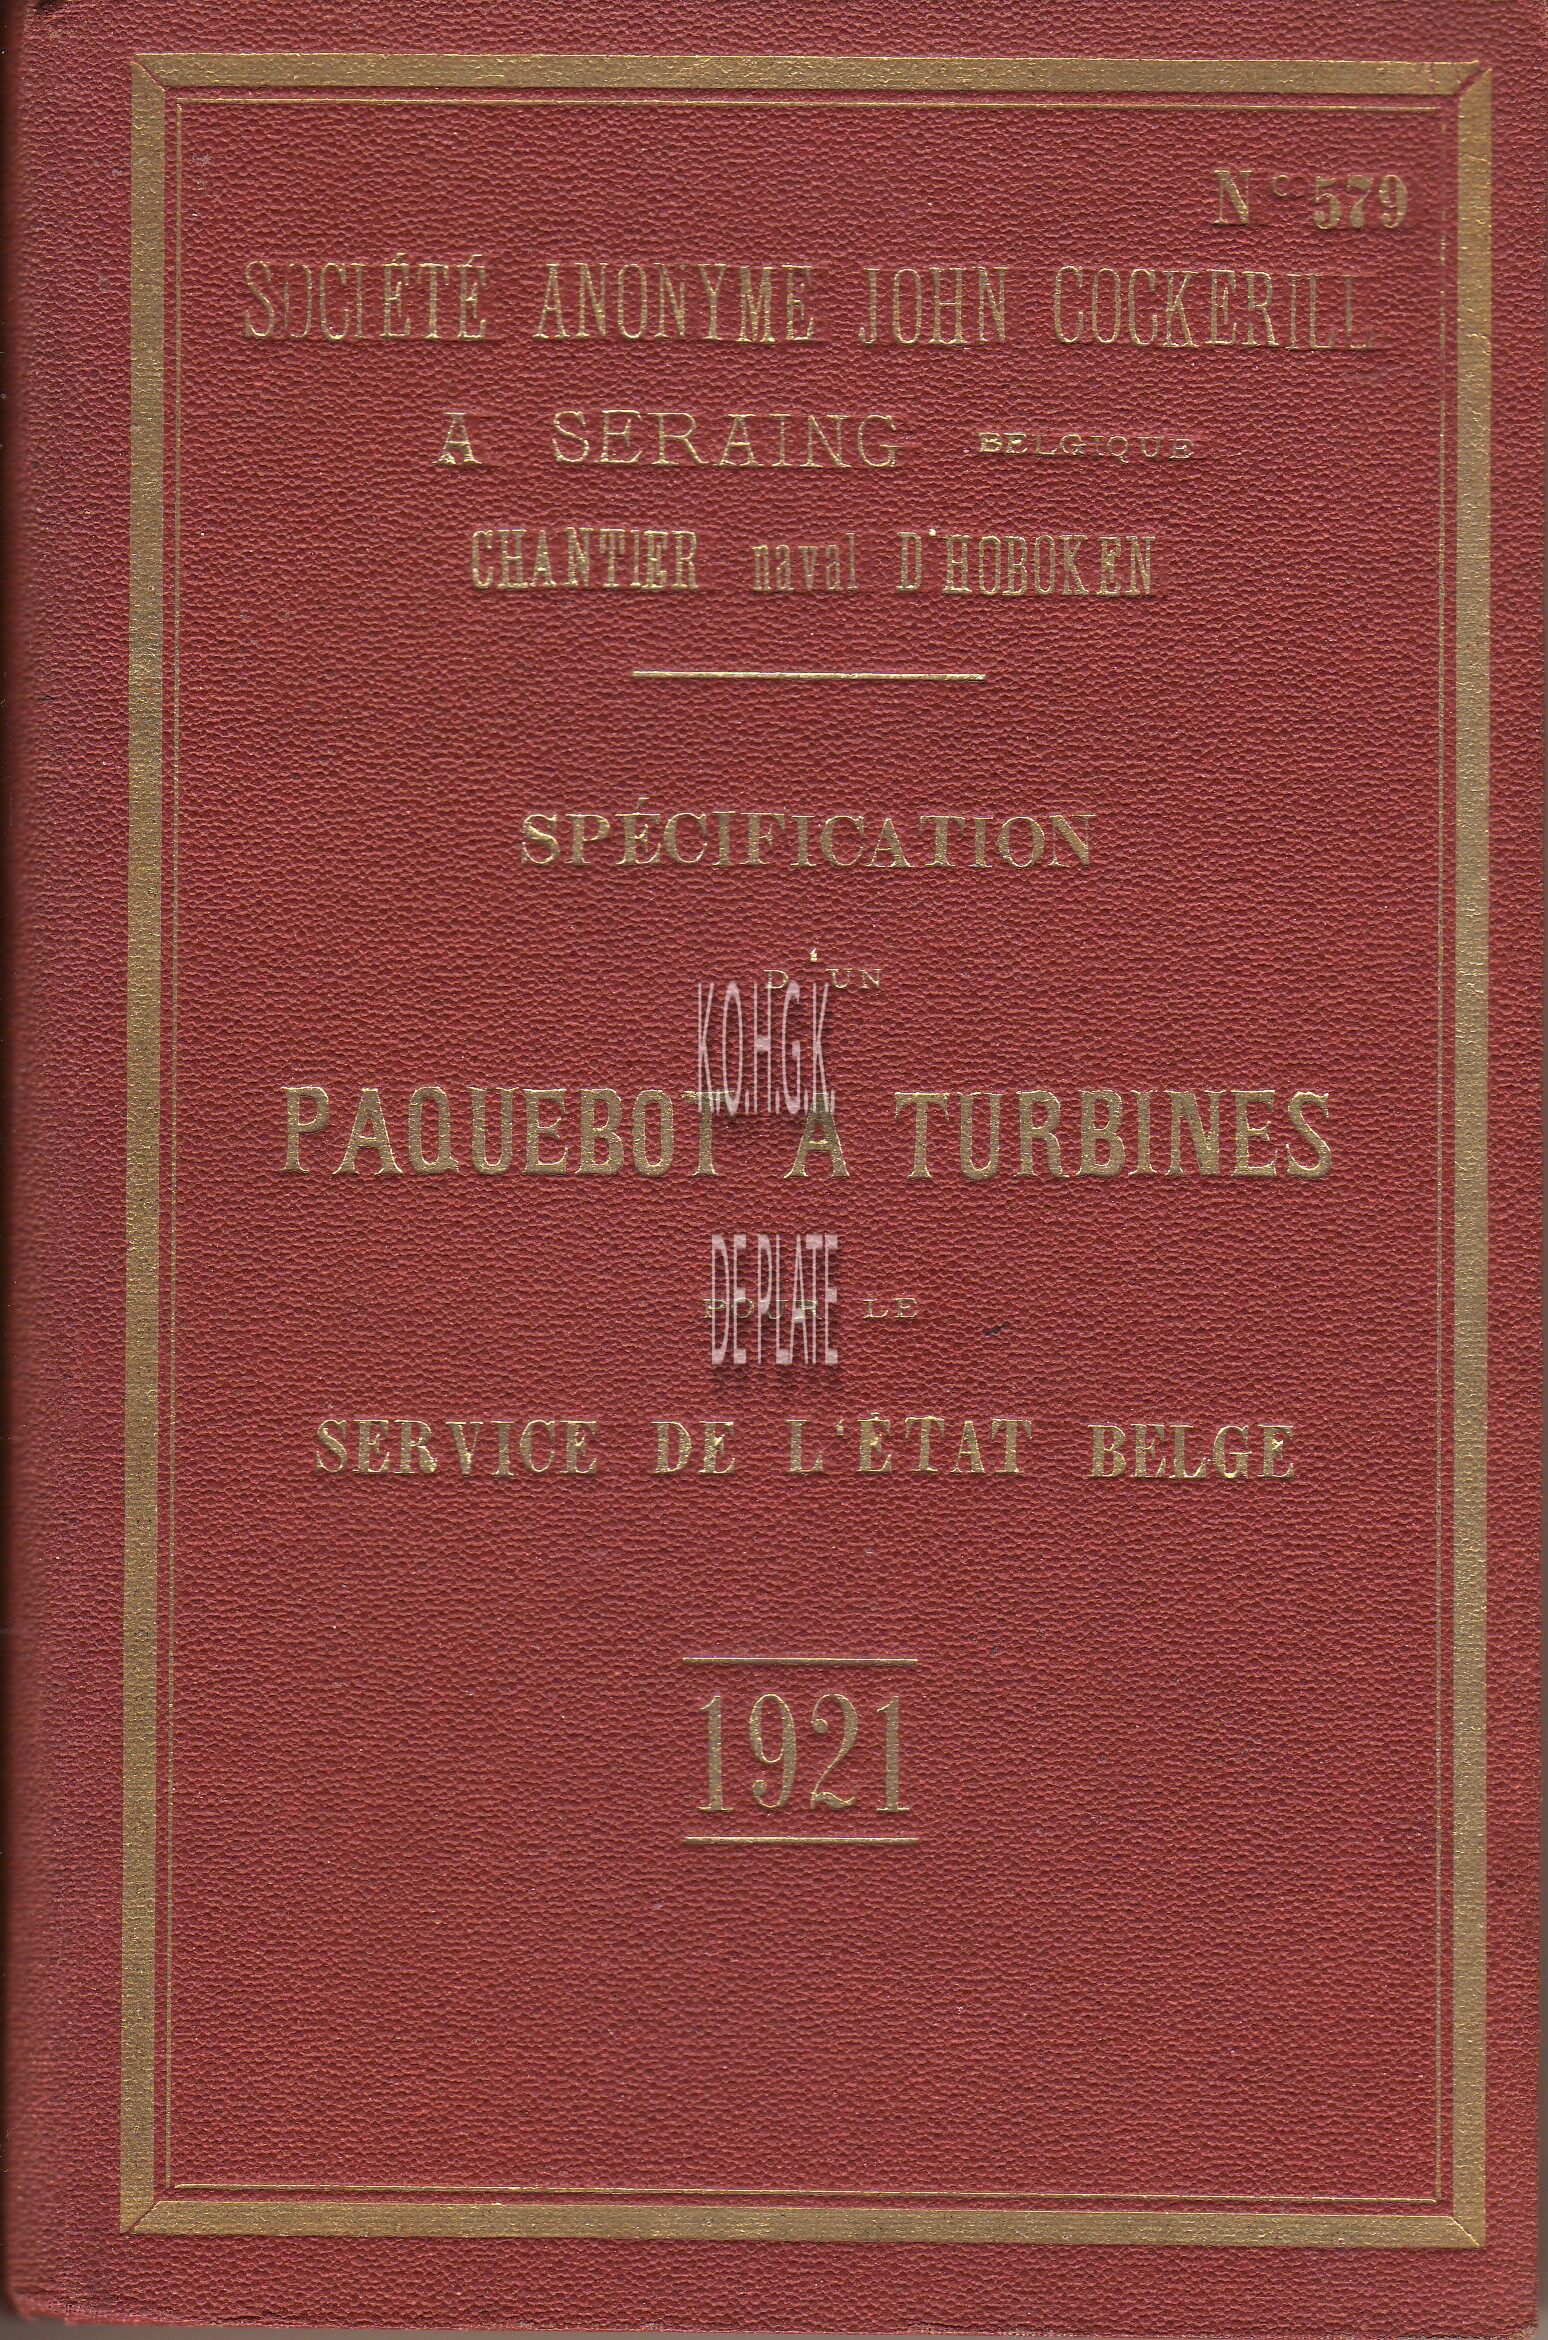 Nº 579
SOCIÉTÉ ANONYME JOHN COCKERILL
A SERAING BELGIQUE
CHANTIER naval D'HOBOKEN
SPÉCIFICATION
D'UN
K.O.H.G.K.
PAQUEBOT A TURBINES
DE PLATE
POUR LE
SERVICE DE L'ÉTAT BELGE
1921